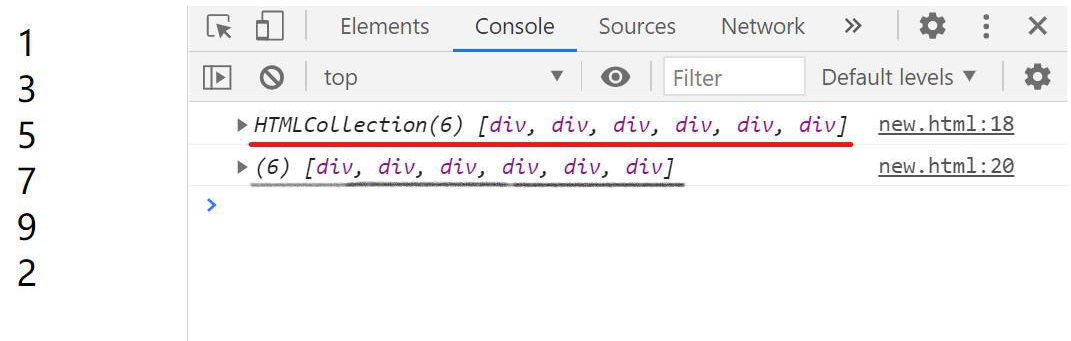 1
3
5
7
9
2
Elements Console Sources Network »
top Filter Default levels
HTMLCollection(6) [div, div, div, div, div, div] new.html:18
(6) [div, div, div, div, div, div] new.html:20
>